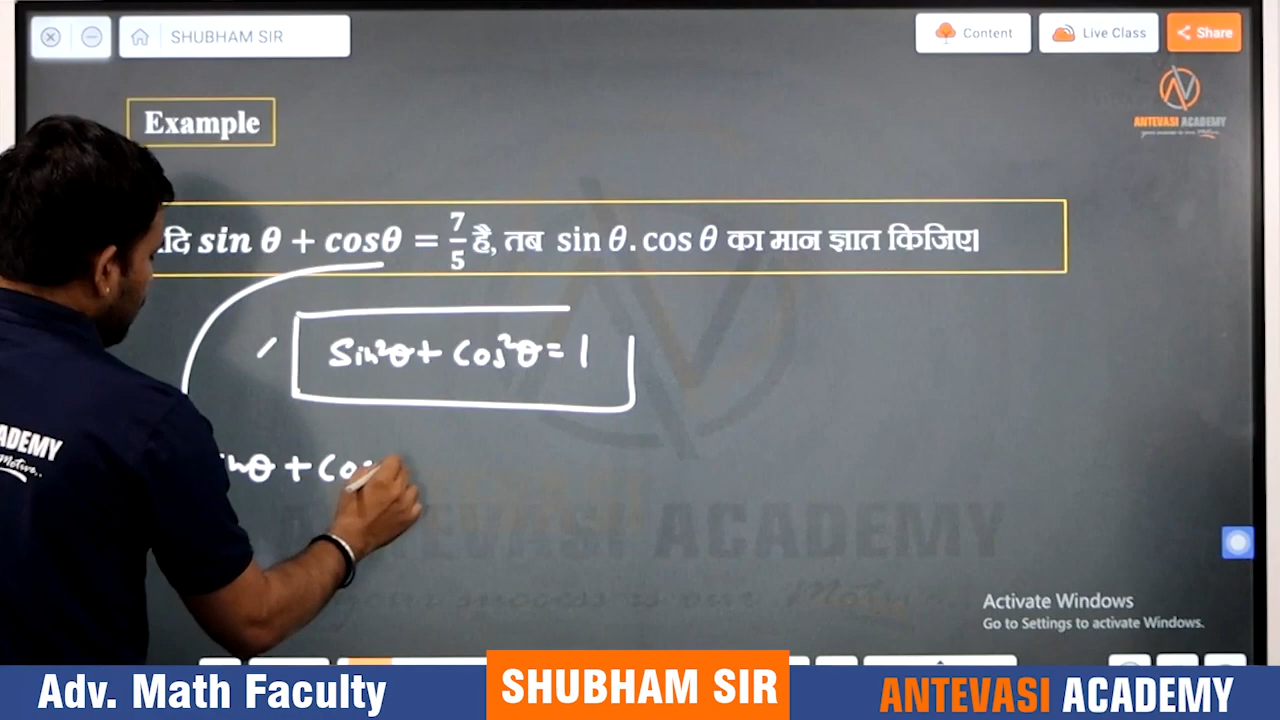 SHUBHAM SIR
Content
Live Class
Share
ANTEVASI ACADEMY
Example
sin θ + cosθ = 7/5 है, तब sin θ. cos θ का मान ज्ञात किजिए।
Sin²θ + Cos²θ = 1
θ + Cos
ANTEVASI ACADEMY
Activate Windows
Go to Settings to activate Windows.
Adv. Math Faculty
SHUBHAM SIR
ANTEVASI ACADEMY